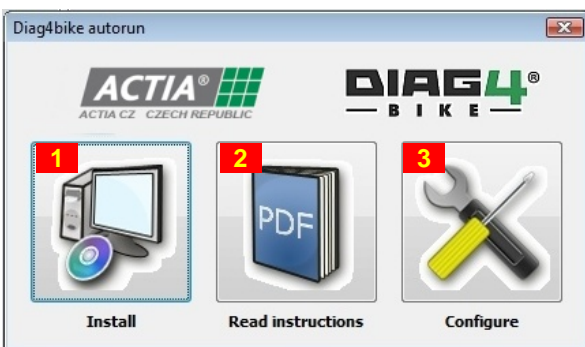 Diag4bike autorun
ACTIA®
ACTIA CZ CZECH REPUBLIC
DIAG4®
BIKE
1
2
3
PDF
Install
Read instructions
Configure